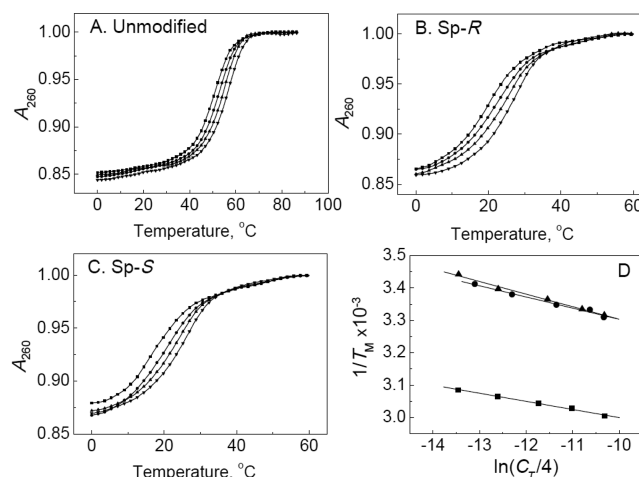 A. Unmodified
1.00
0.95
0.90
0.85
A260
0 20 40 60 80 100
Temperature, °C
B. Sp-R
1.00
0.95
0.90
0.85
A260
0 20 40 60
Temperature, °C
C. Sp-S
1.00
0.95
0.90
0.85
A260
0 20 40 60
Temperature, °C
D
3.5
3.4
3.3
3.1
3.0
1/TM x10-3
-14 -13 -12 -11 -10
ln(CT/4)